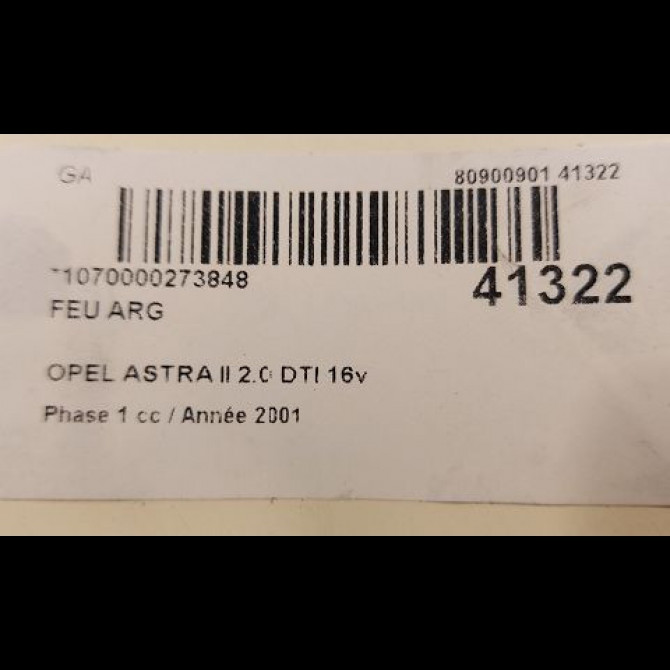 GA 80900901 41322
*1070000273848 41322
FEU ARG
OPEL ASTRA II 2.0 DTI 16v
Phase 1 cc / Année 2001